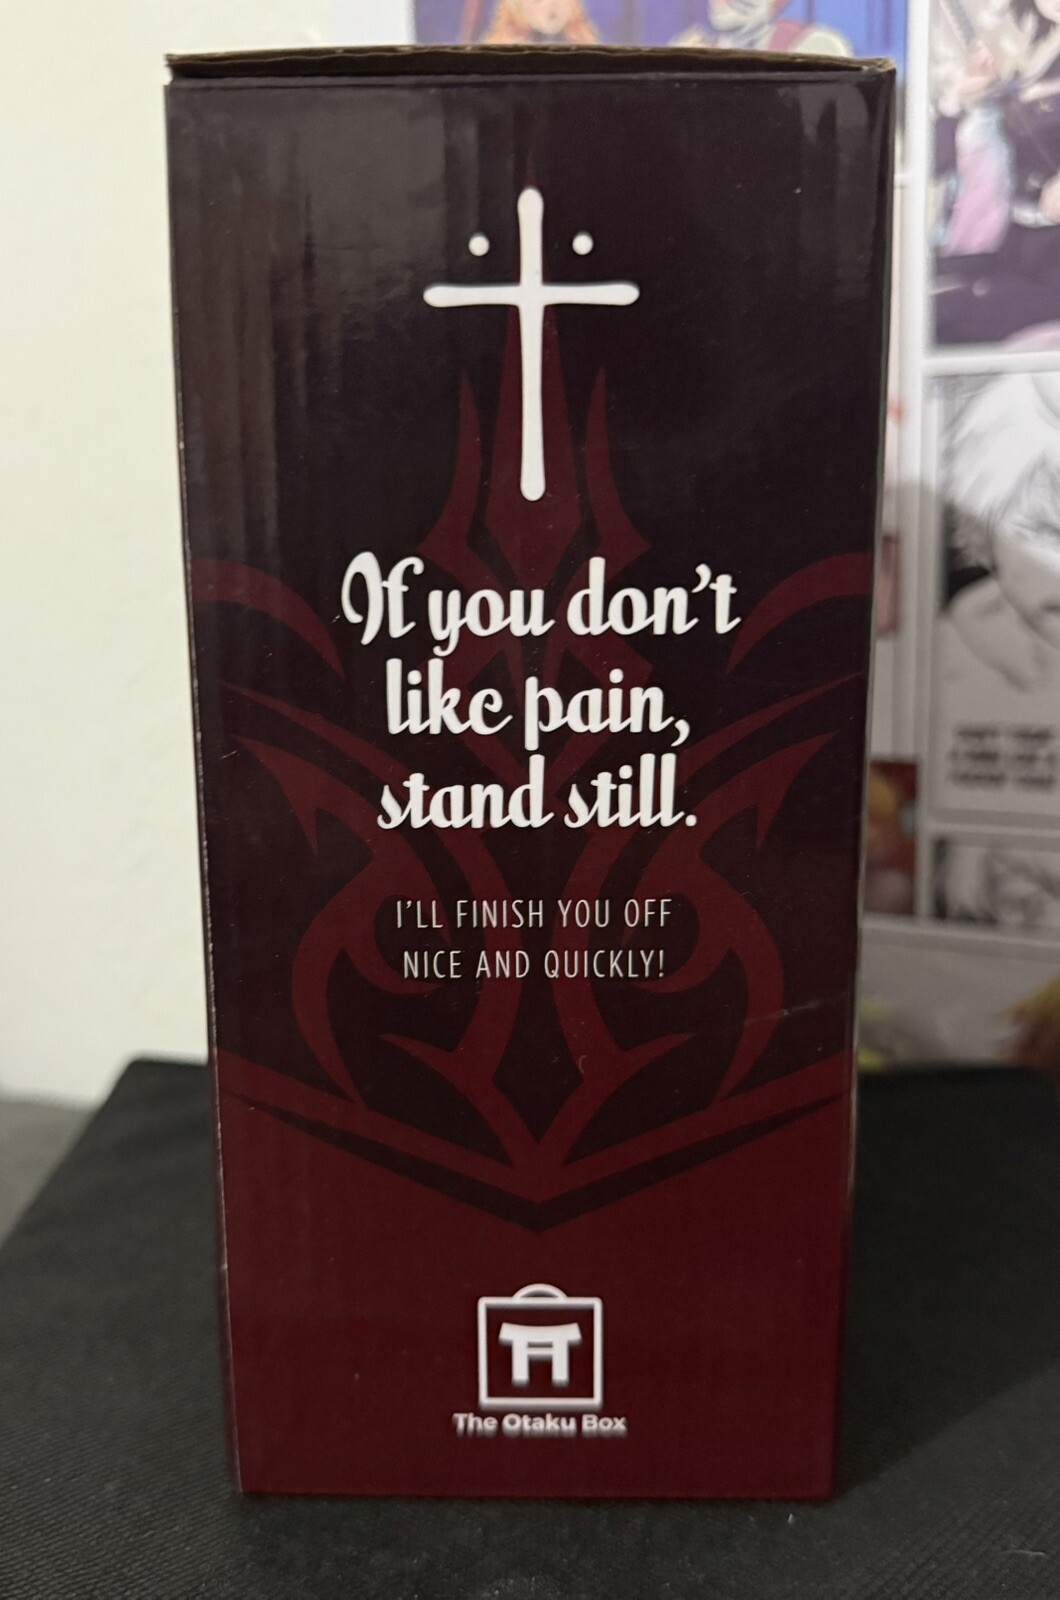 If you don't
like pain,
stand still.
I'LL FINISH YOU OFF
NICE AND QUICKLY!
The Otaku Box